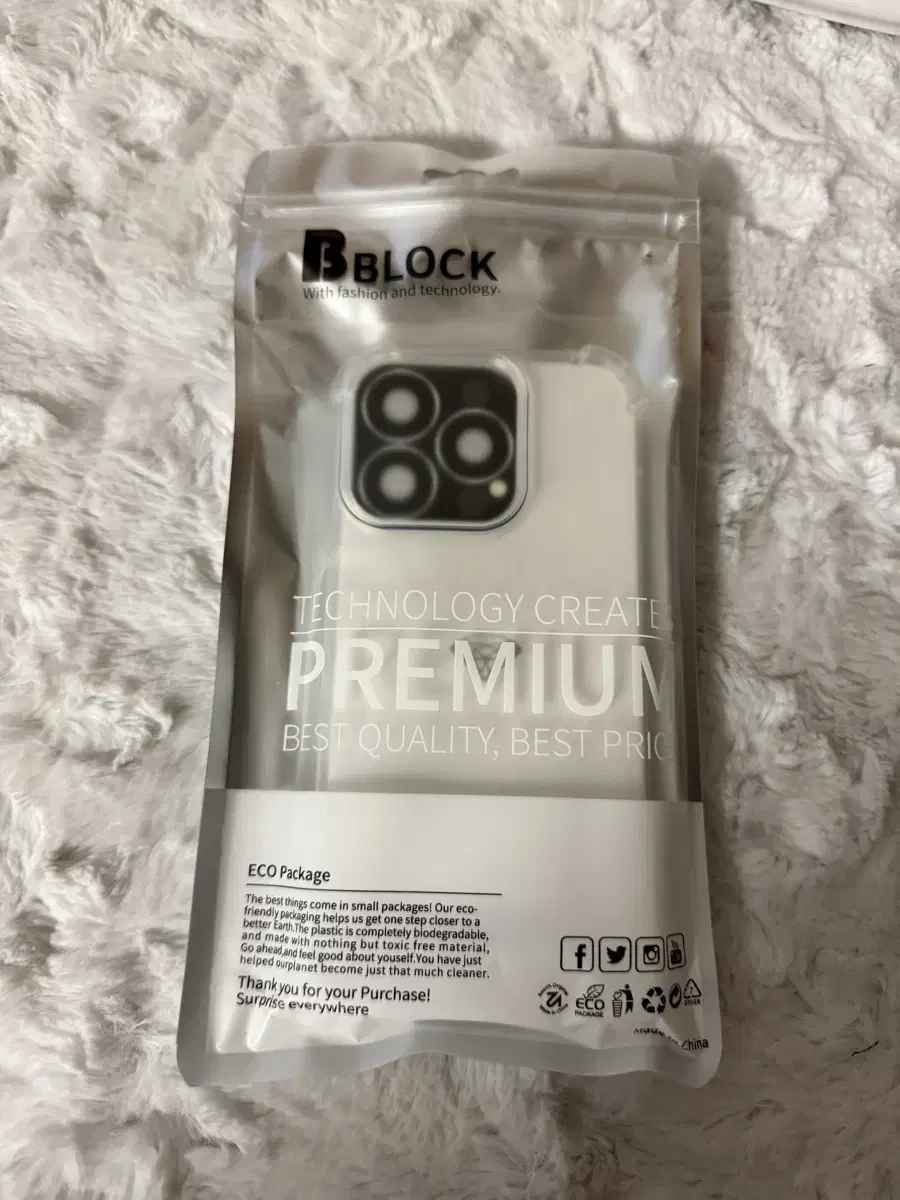 B BLOCK
With fashion and technology.
TECHNOLOGY CREATE
PREMIUM
BEST QUALITY, BEST PRIC
ECO Package
The best things come in small packages! Our eco-
friendly packaging helps us get one step closer to a
better Earth.The plastic is completely biodegradable,
and made with nothing but toxic free material,
Go ahead,and feel good about youself.You have just
helped ourplanet become just that much cleaner.
Thank you for your Purchase!
Surprise everywhere
ECO
PACKAGE
Made in China